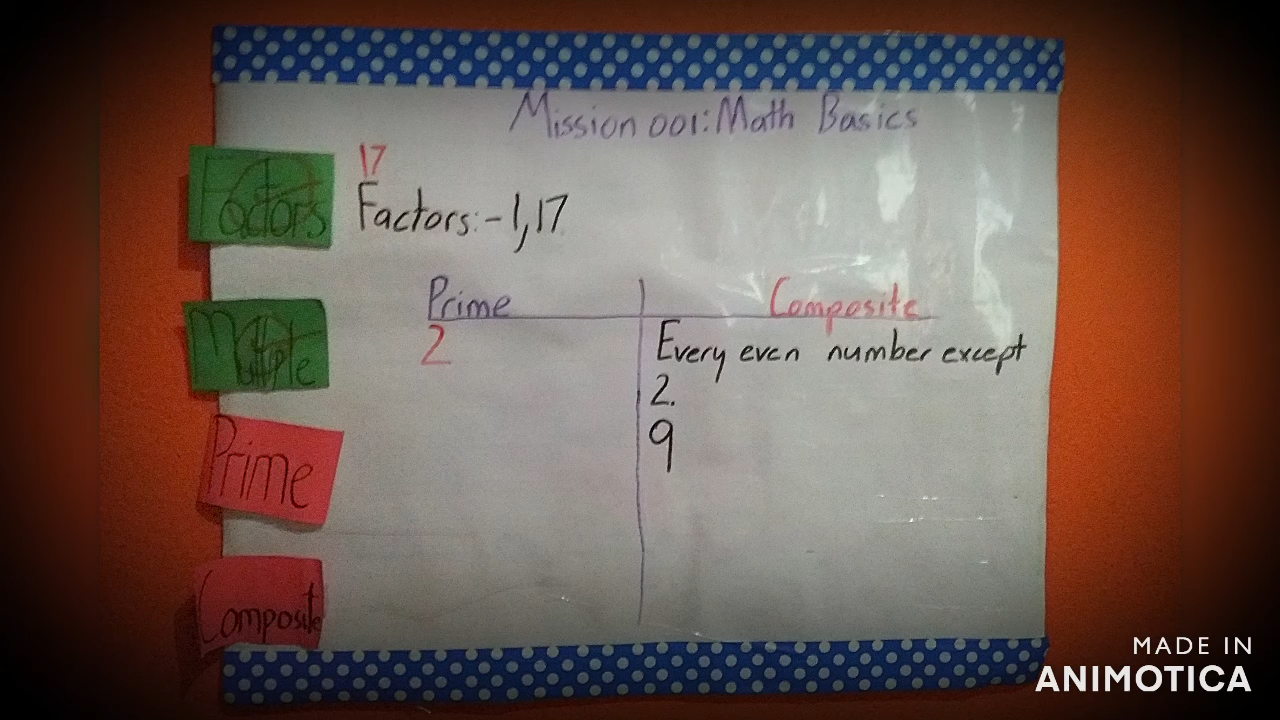 Mission 001: Math Basics
Factors
17
Factors:- 1, 17
Multiple
Prime
Composite
Prime
Composite
2
Every even number except
2.
9
MADE IN
ANIMOTICA